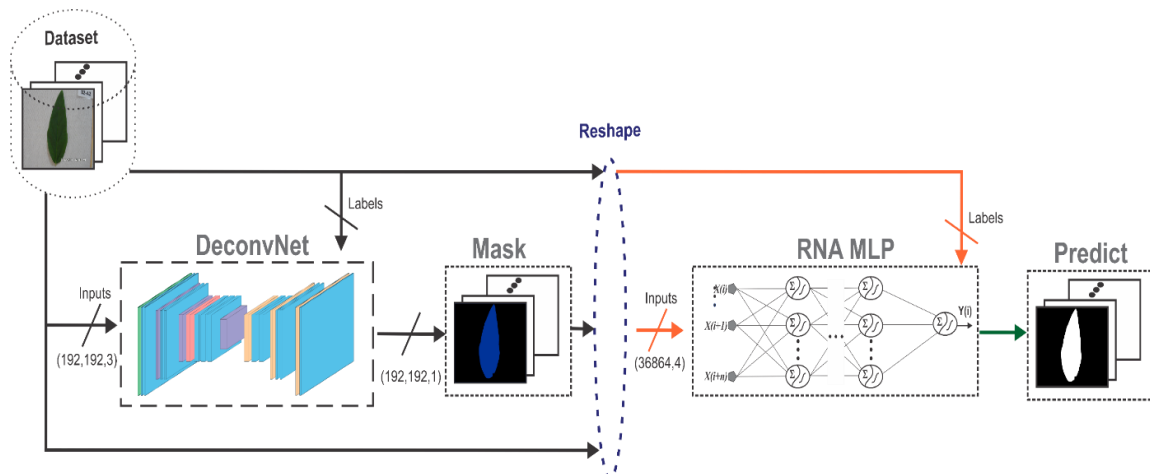 Dataset
Reshape
Labels
DeconvNet
Mask
RNA MLP
Labels
Predict
Inputs
(192,192,3)
(192,192,1)
Inputs
(36864,4)
X(i)
X(i−1)
X(i+n)
Σ ∫
Σ ∫
Σ ∫
Σ ∫
Σ ∫
Σ ∫
Σ ∫
Y(i)